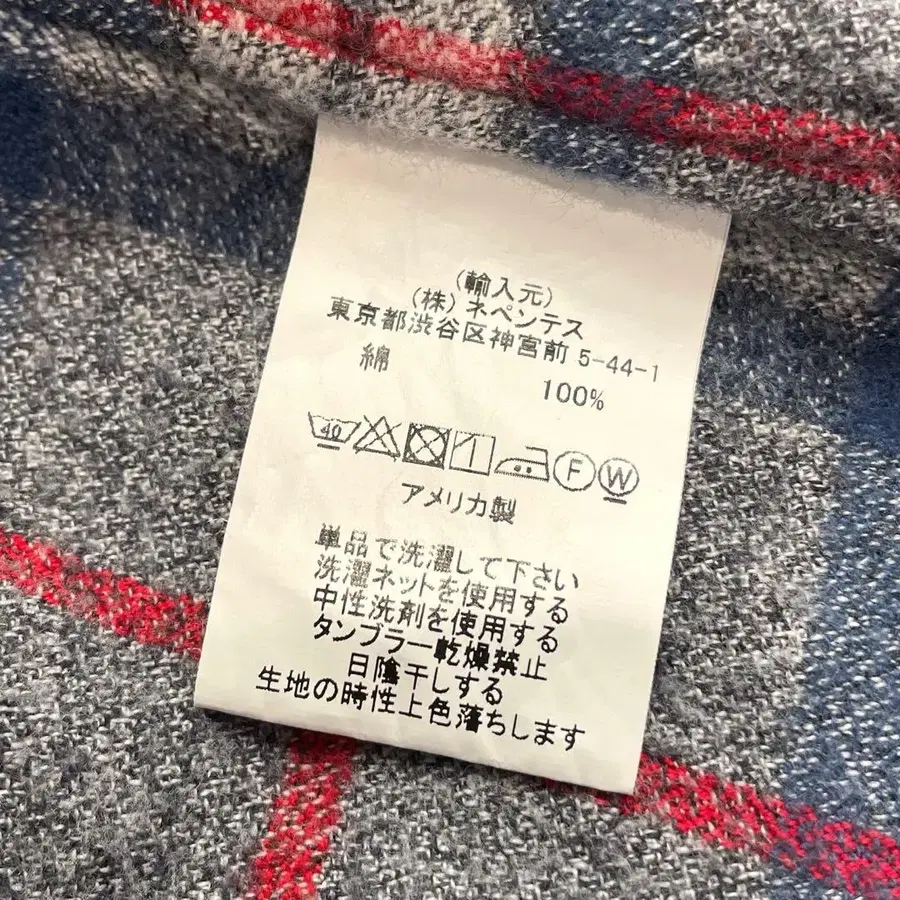 (輸入元)
(株)ネペンテス
東京都渋谷区神宮前 5-44-1
綿 100%
40 F W
アメリカ製
単品で洗濯して下さい
洗濯ネットを使用する
中性洗剤を使用する
タンブラー乾燥禁止
日陰干しする
生地の時性上色落ちします